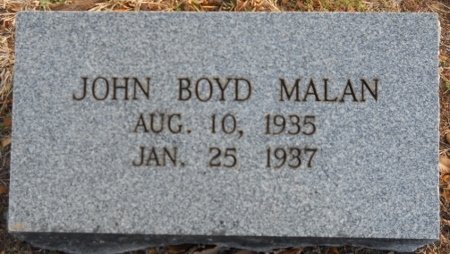 JOHN BOYD MALAN
AUG. 10, 1935
JAN. 25 1937